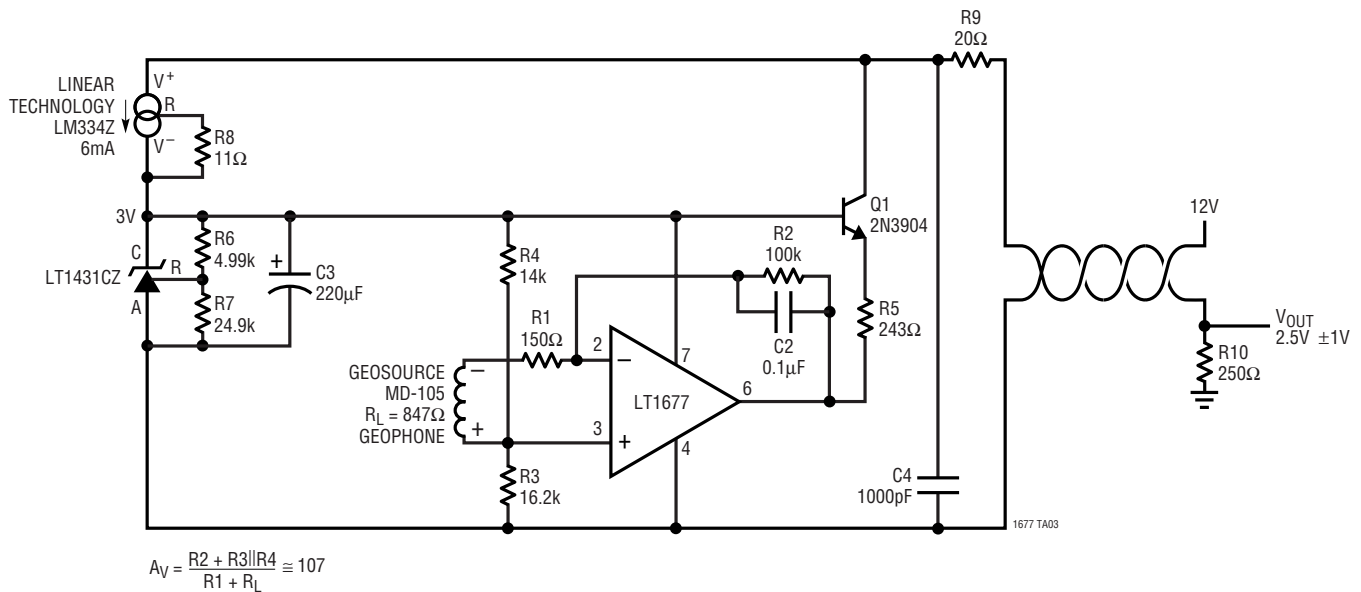 R9
20Ω
LINEAR
TECHNOLOGY
LM334Z
6mA
V+
R
V−
R8
11Ω
3V
C
R
LT1431CZ
A
R6
4.99k
R7
24.9k
+
C3
220µF
R4
14k
R1
150Ω
R2
100k
C2
0.1µF
Q1
2N3904
R5
243Ω
12V
VOUT
2.5V ±1V
R10
250Ω
GEOSOURCE
MD-105
RL = 847Ω
GEOPHONE
−
+
2
−
3
+
7
LT1677
6
4
R3
16.2k
C4
1000pF
1677 TA03
AV = (R2 + R3||R4) / (R1 + RL) ≅ 107